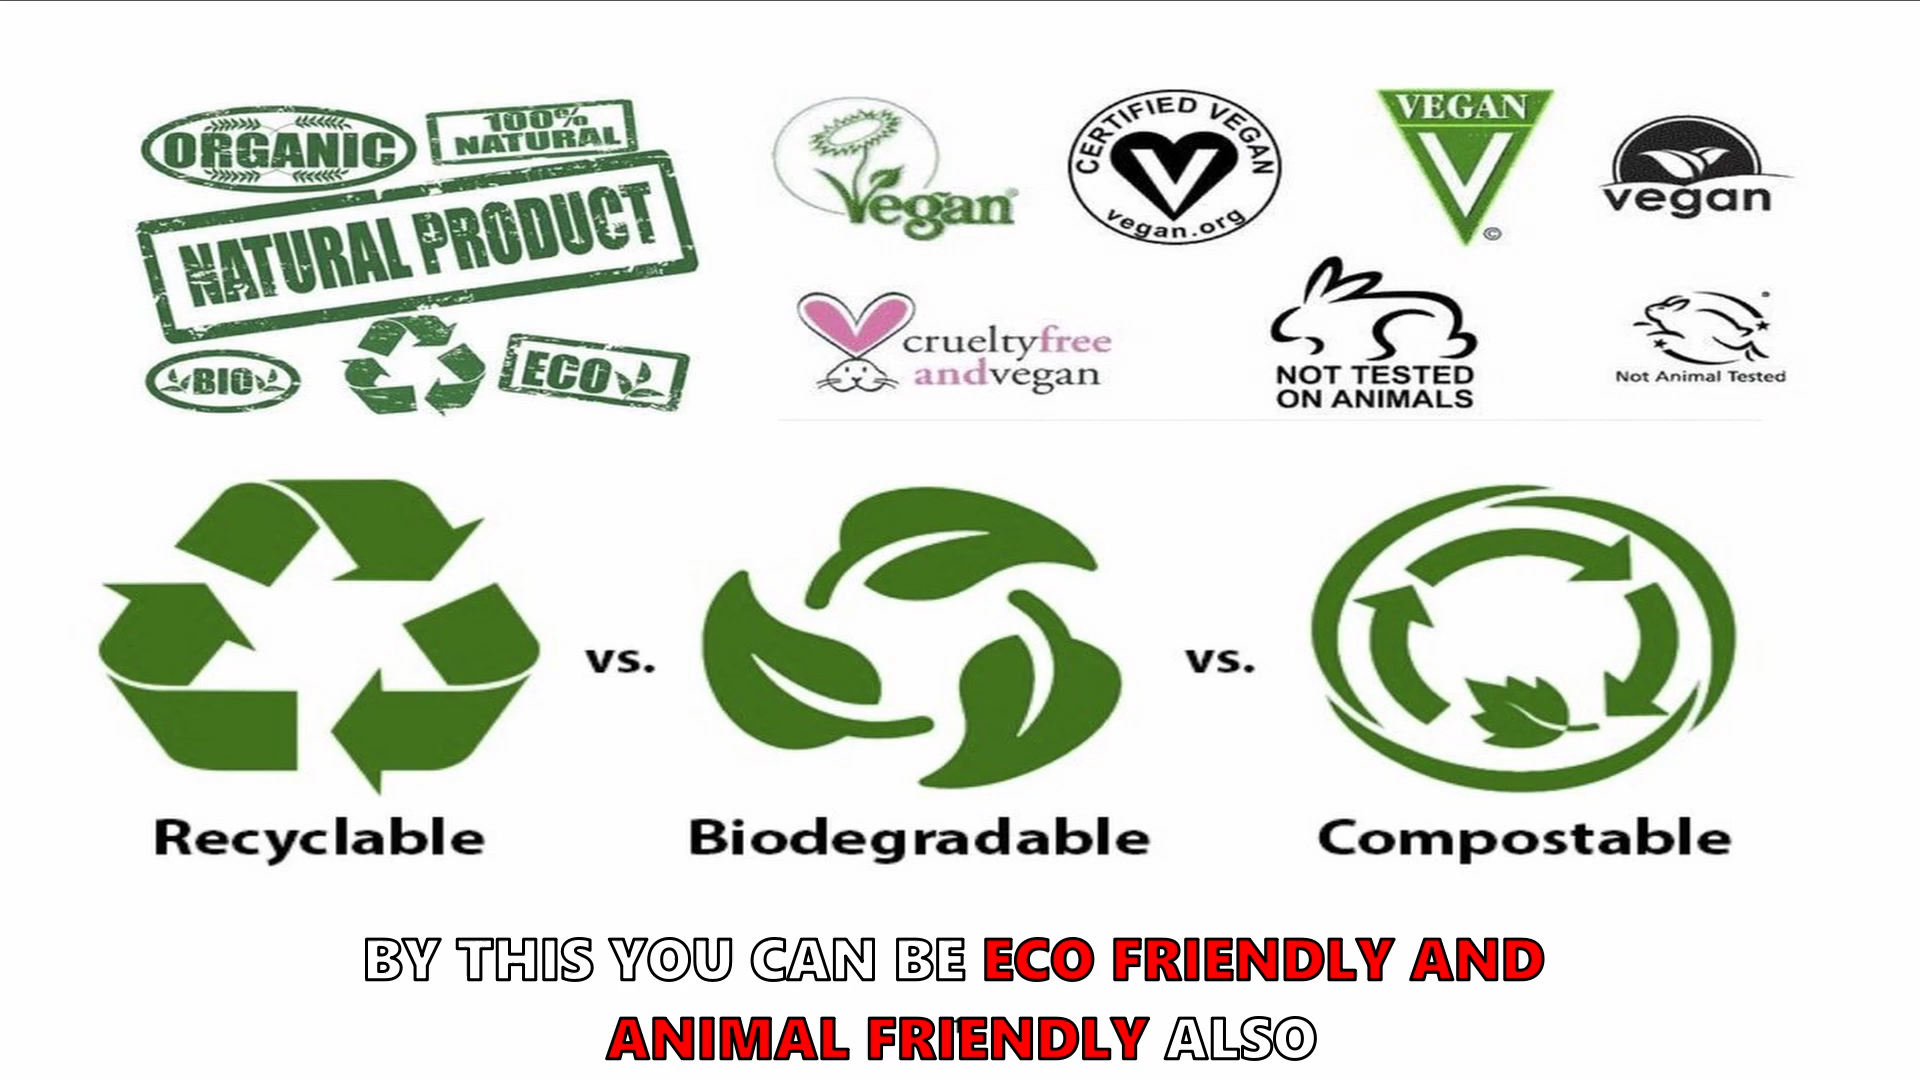 ORGANIC
100%
NATURAL
NATURAL PRODUCT
BIO
ECO
Vegan®
CERTIFIED VEGAN
vegan.org
VEGAN
V
©
vegan
crueltyfree
andvegan
NOT TESTED
ON ANIMALS
Not Animal Tested
vs.
vs.
Recyclable
Biodegradable
Compostable
BY THIS YOU CAN BE ECO FRIENDLY AND
ANIMAL FRIENDLY ALSO